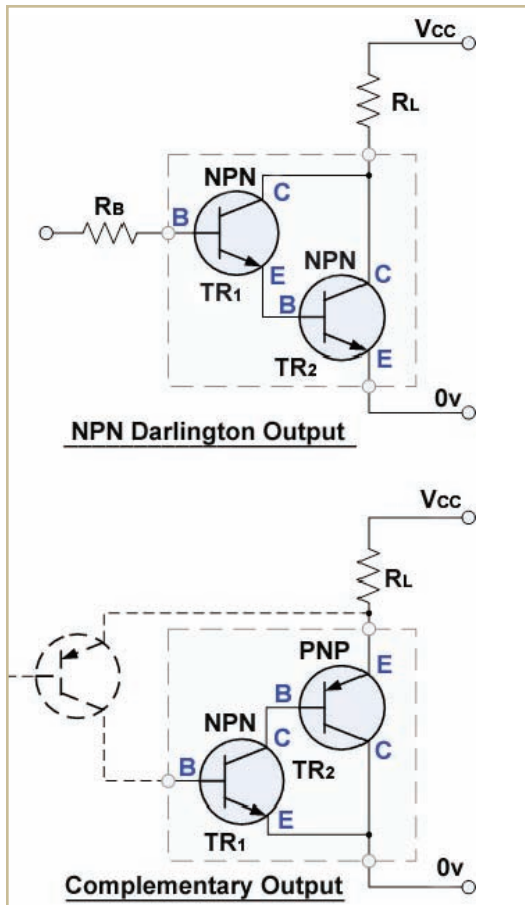 VCC
RL
NPN
C
RB
B
E
NPN
TR1
B
C
TR2
E
0v
NPN Darlington Output
VCC
RL
PNP
E
B
NPN
C
C
TR2
B
E
TR1
0v
Complementary Output